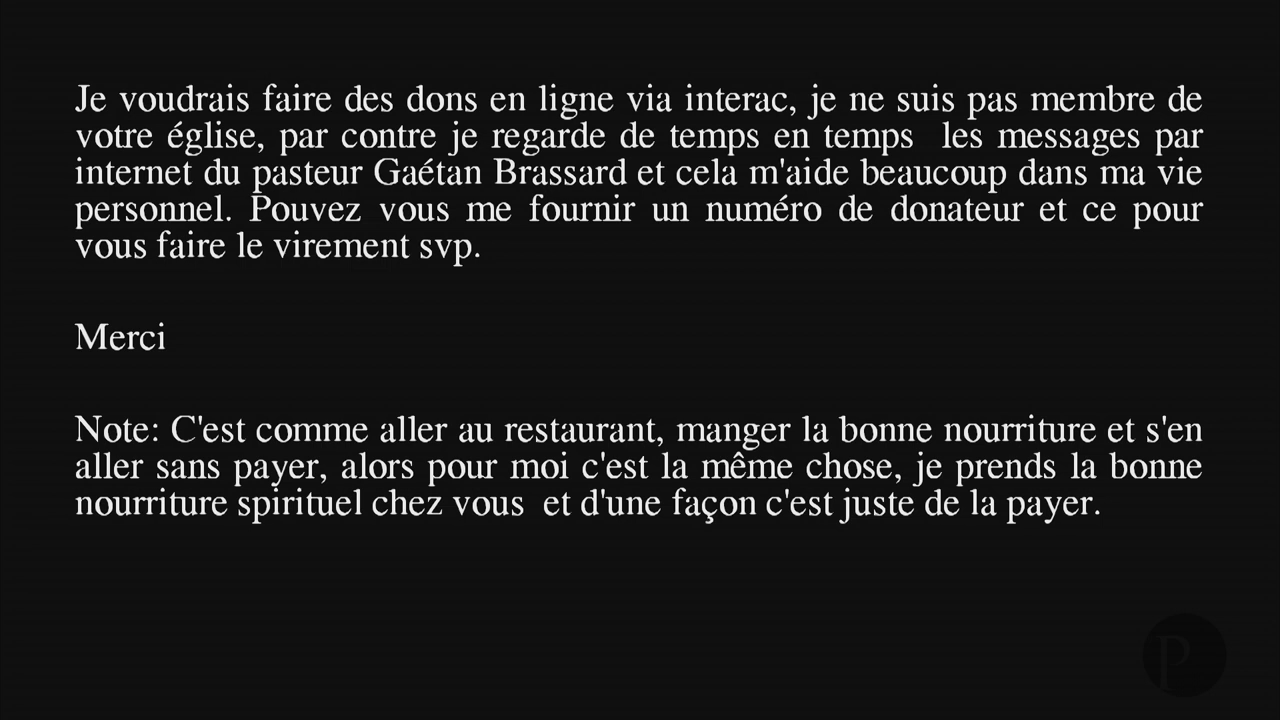 Je voudrais faire des dons en ligne via interac, je ne suis pas membre de
votre église, par contre je regarde de temps en temps  les messages par
internet du pasteur Gaétan Brassard et cela m'aide beaucoup dans ma vie
personnel. Pouvez vous me fournir un numéro de donateur et ce pour
vous faire le virement svp.
Merci
Note: C'est comme aller au restaurant, manger la bonne nourriture et s'en
aller sans payer, alors pour moi c'est la même chose, je prends la bonne
nourriture spirituel chez vous  et d'une façon c'est juste de la payer.
P